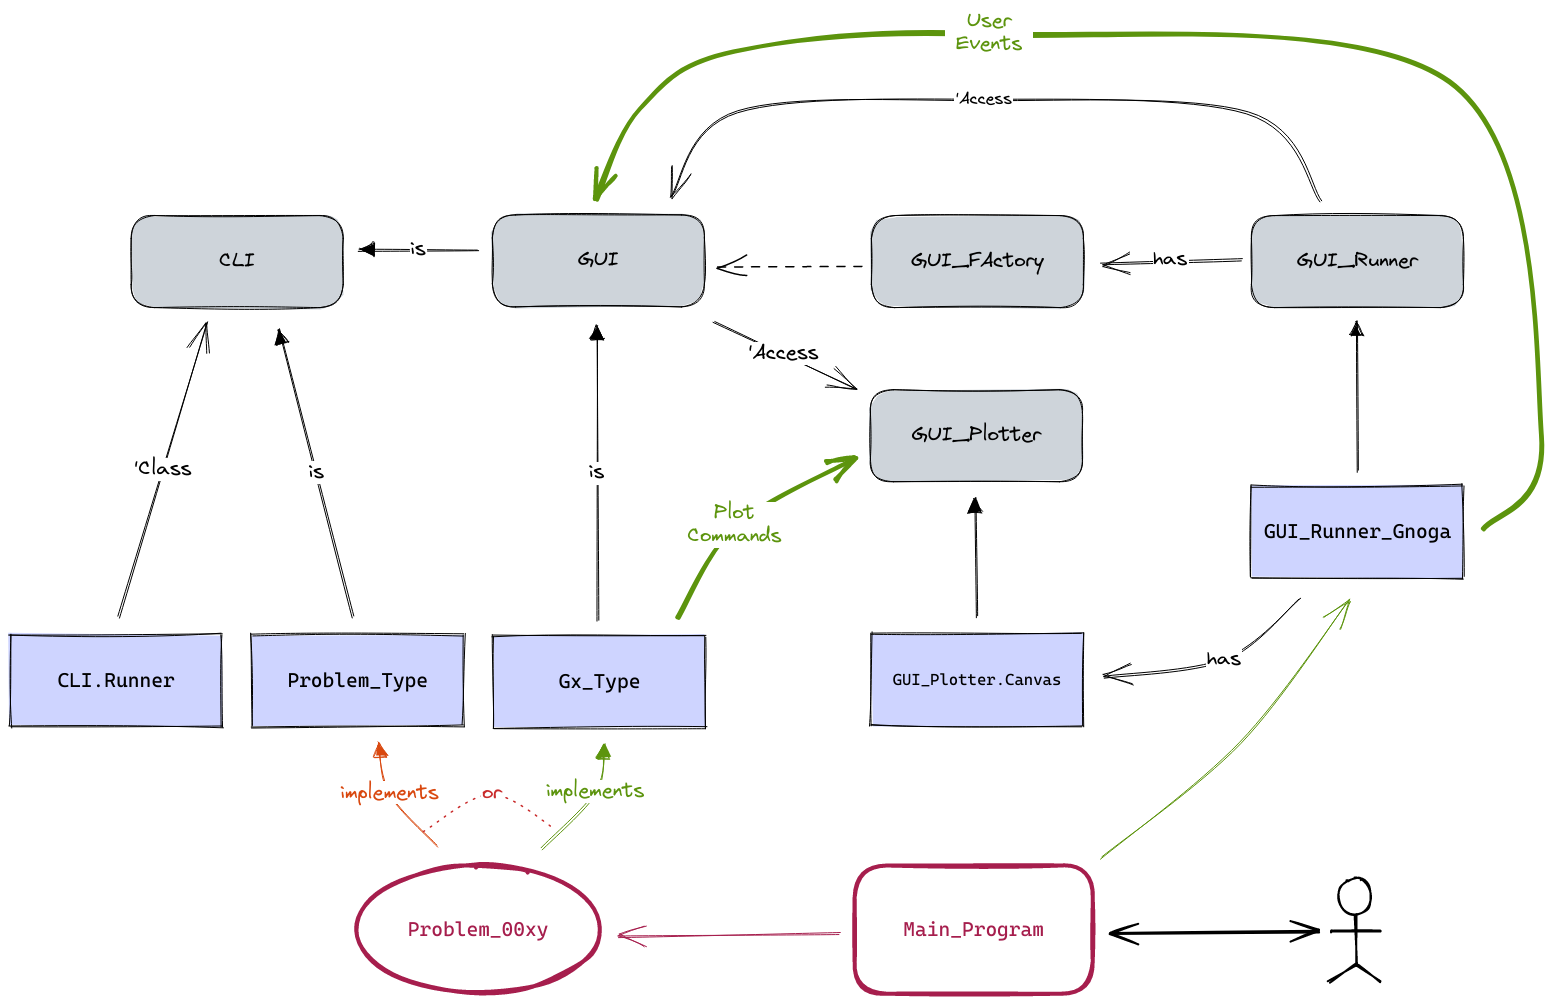 User
Events
'Access
CLI
is
GUI
GUI_FActory
has
GUI_Runner
'Access
GUI_Plotter
'Class
is
is
Plot
Commands
GUI_Runner_Gnoga
has
CLI.Runner
Problem_Type
Gx_Type
GUI_Plotter.Canvas
implements
or
implements
Problem_00xy
Main_Program